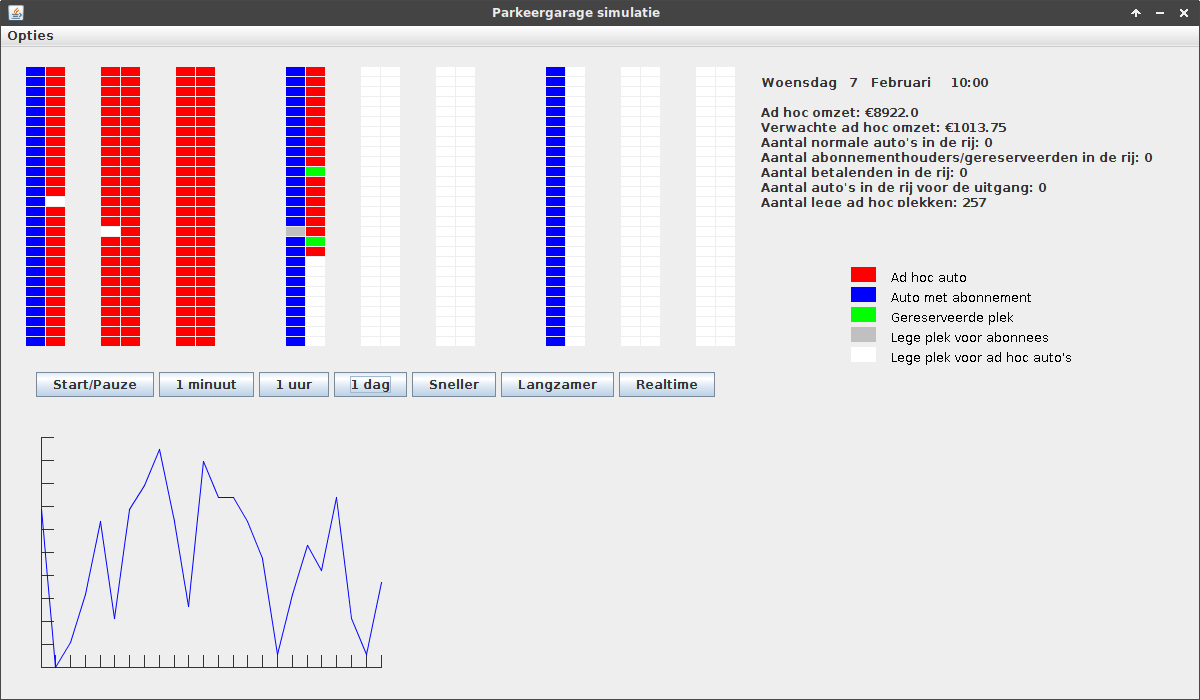 Parkeergarage simulatie
Opties
Woensdag 7 Februari 10:00
Ad hoc omzet: €8922.0
Verwachte ad hoc omzet: €1013.75
Aantal normale auto's in de rij: 0
Aantal abonnementhouders/gereserveerden in de rij: 0
Aantal betalenden in de rij: 0
Aantal auto's in de rij voor de uitgang: 0
Aantal lege ad hoc plekken: 257
Ad hoc auto
Auto met abonnement
Gereserveerde plek
Lege plek voor abonnees
Lege plek voor ad hoc auto's
Start/Pauze 1 minuut 1 uur 1 dag Sneller Langzamer Realtime